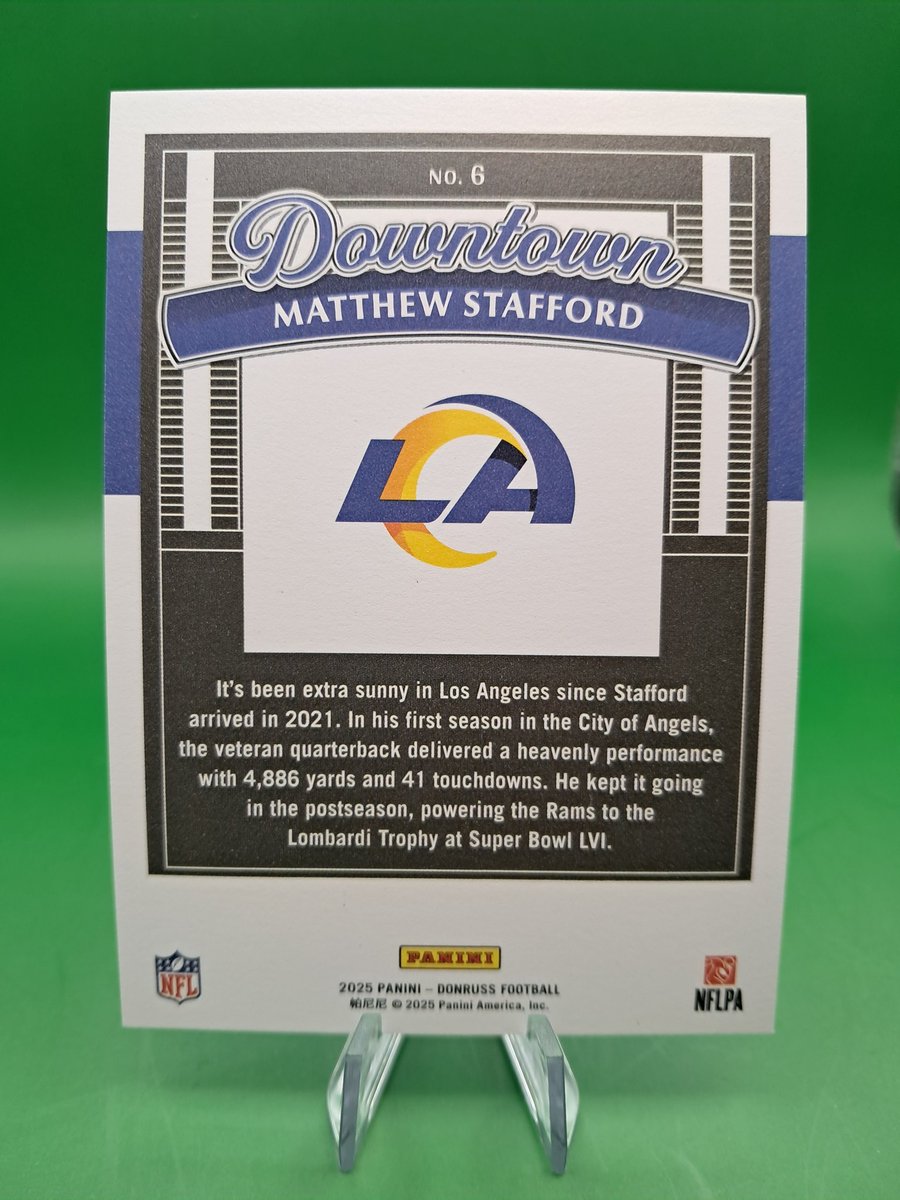 NO. 6
Downtown
MATTHEW STAFFORD
LA
It's been extra sunny in Los Angeles since Stafford
arrived in 2021. In his first season in the City of Angels,
the veteran quarterback delivered a heavenly performance
with 4,886 yards and 41 touchdowns. He kept it going
in the postseason, powering the Rams to the
Lombardi Trophy at Super Bowl LVI.
NFL
PANINI
2025 PANINI – DONRUSS FOOTBALL
帕尼尼 © 2025 Panini America, Inc.
NFLPA